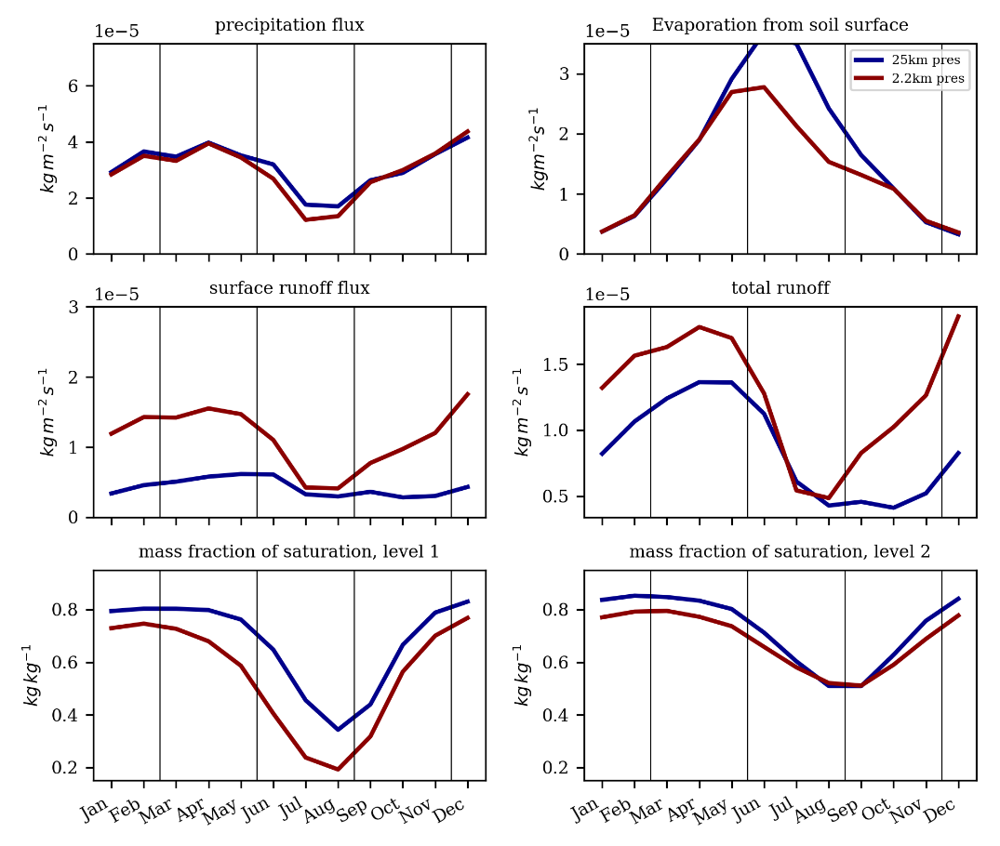 precipitation flux
1e−5
6
4
2
0
kg m⁻² s⁻¹
Evaporation from soil surface
1e−5
3
2
1
0
kg m⁻² s⁻¹
25km pres
2.2km pres
surface runoff flux
1e−5
3
2
1
0
kg m⁻² s⁻¹
total runoff
1e−5
1.5
1.0
0.5
kg m⁻² s⁻¹
mass fraction of saturation, level 1
0.8
0.6
0.4
0.2
kg kg⁻¹
Jan Feb Mar Apr May Jun Jul Aug Sep Oct Nov Dec
mass fraction of saturation, level 2
0.8
0.6
0.4
0.2
kg kg⁻¹
Jan Feb Mar Apr May Jun Jul Aug Sep Oct Nov Dec